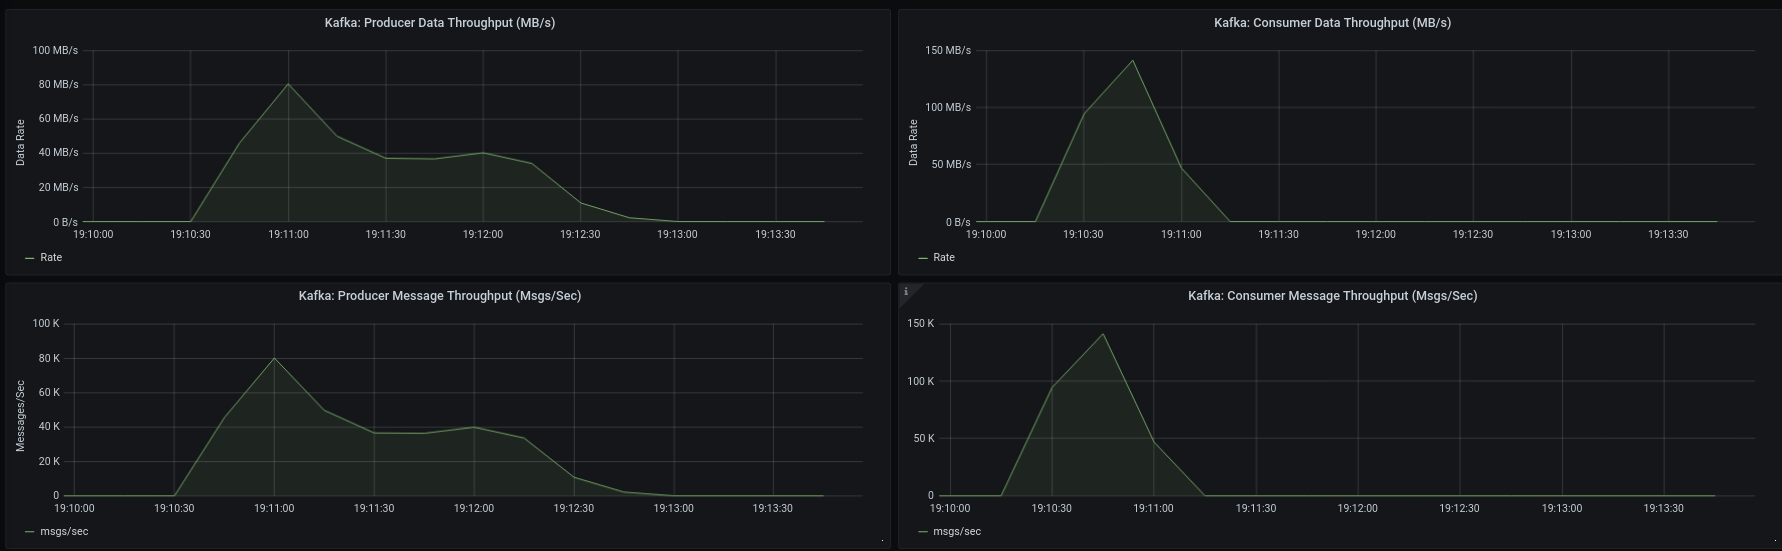 Kafka: Producer Data Throughput (MB/s)
100 MB/s
80 MB/s
60 MB/s
40 MB/s
20 MB/s
0 B/s
Data Rate
19:10:00 19:10:30 19:11:00 19:11:30 19:12:00 19:12:30 19:13:00 19:13:30
Rate
Kafka: Consumer Data Throughput (MB/s)
150 MB/s
100 MB/s
50 MB/s
0 B/s
Data Rate
19:10:00 19:10:30 19:11:00 19:11:30 19:12:00 19:12:30 19:13:00 19:13:30
Rate
Kafka: Producer Message Throughput (Msgs/Sec)
100 K
80 K
60 K
40 K
20 K
0
Messages/Sec
19:10:00 19:10:30 19:11:00 19:11:30 19:12:00 19:12:30 19:13:00 19:13:30
msgs/sec
i
Kafka: Consumer Message Throughput (Msgs/Sec)
150 K
100 K
50 K
0
19:10:00 19:10:30 19:11:00 19:11:30 19:12:00 19:12:30 19:13:00 19:13:30
msgs/sec